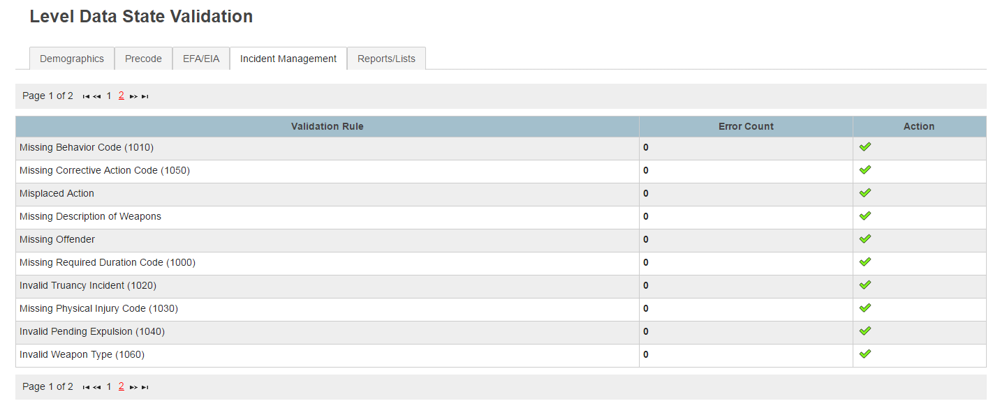 Level Data State Validation
Demographics Precode EFA/EIA Incident Management Reports/Lists
Page 1 of 2 1 2
Validation Rule Error Count Action
Missing Behavior Code (1010) 0
Missing Corrective Action Code (1050) 0
Misplaced Action 0
Missing Description of Weapons 0
Missing Offender 0
Missing Required Duration Code (1000) 0
Invalid Truancy Incident (1020) 0
Missing Physical Injury Code (1030) 0
Invalid Pending Expulsion (1040) 0
Invalid Weapon Type (1060) 0
Page 1 of 2 1 2